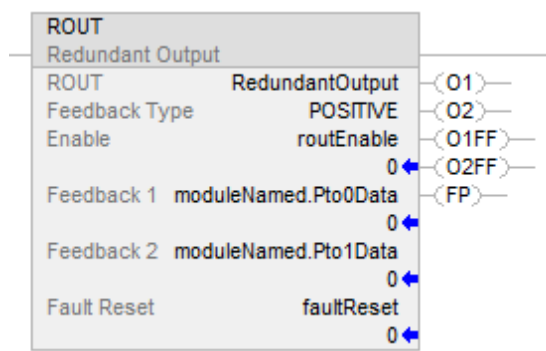 ROUT
Redundant Output
ROUT RedundantOutput O1
Feedback Type POSITIVE O2
Enable routEnable O1FF
0 O2FF
Feedback 1 moduleNamed.Pto0Data FP
0
Feedback 2 moduleNamed.Pto1Data
0
Fault Reset faultReset
0